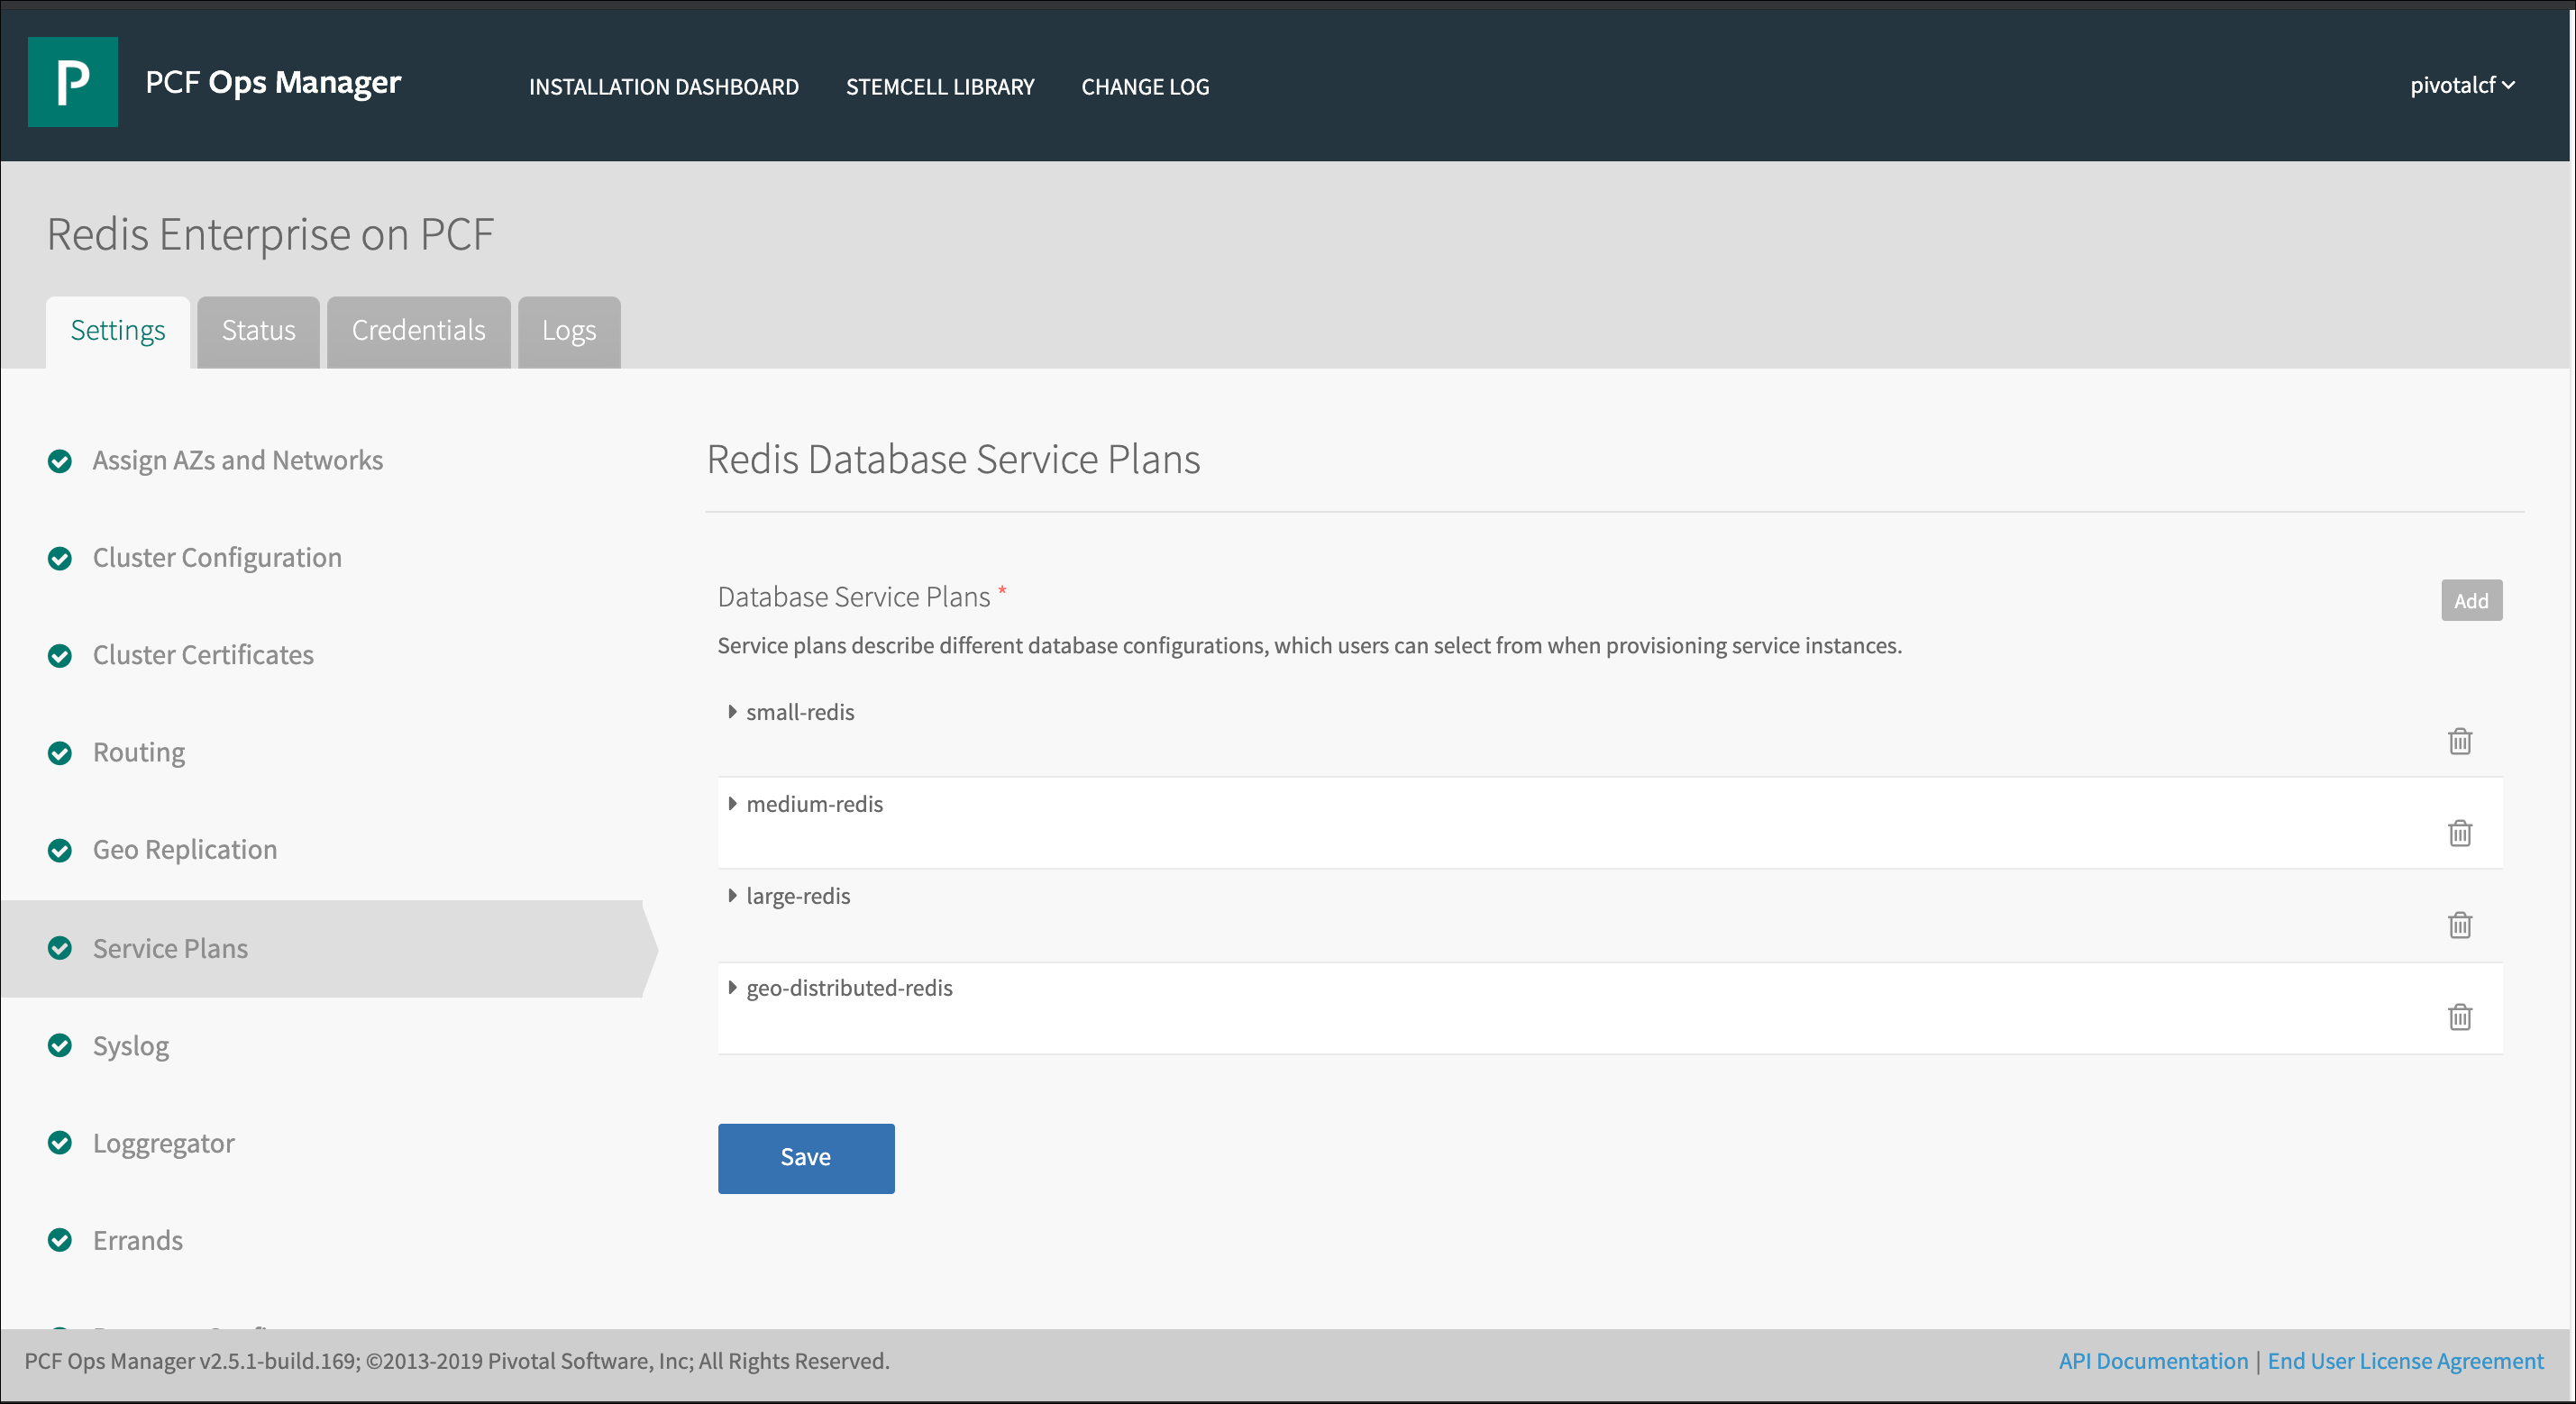 P
PCF Ops Manager
INSTALLATION DASHBOARD
STEMCELL LIBRARY
CHANGE LOG
pivotalcf
Redis Enterprise on PCF
Settings
Status
Credentials
Logs
Assign AZs and Networks
Cluster Configuration
Cluster Certificates
Routing
Geo Replication
Service Plans
Syslog
Loggregator
Errands
Redis Database Service Plans
Database Service Plans *
Add
Service plans describe different database configurations, which users can select from when provisioning service instances.
small-redis
medium-redis
large-redis
geo-distributed-redis
Save
PCF Ops Manager v2.5.1-build.169; ©2013-2019 Pivotal Software, Inc; All Rights Reserved.
API Documentation | End User License Agreement